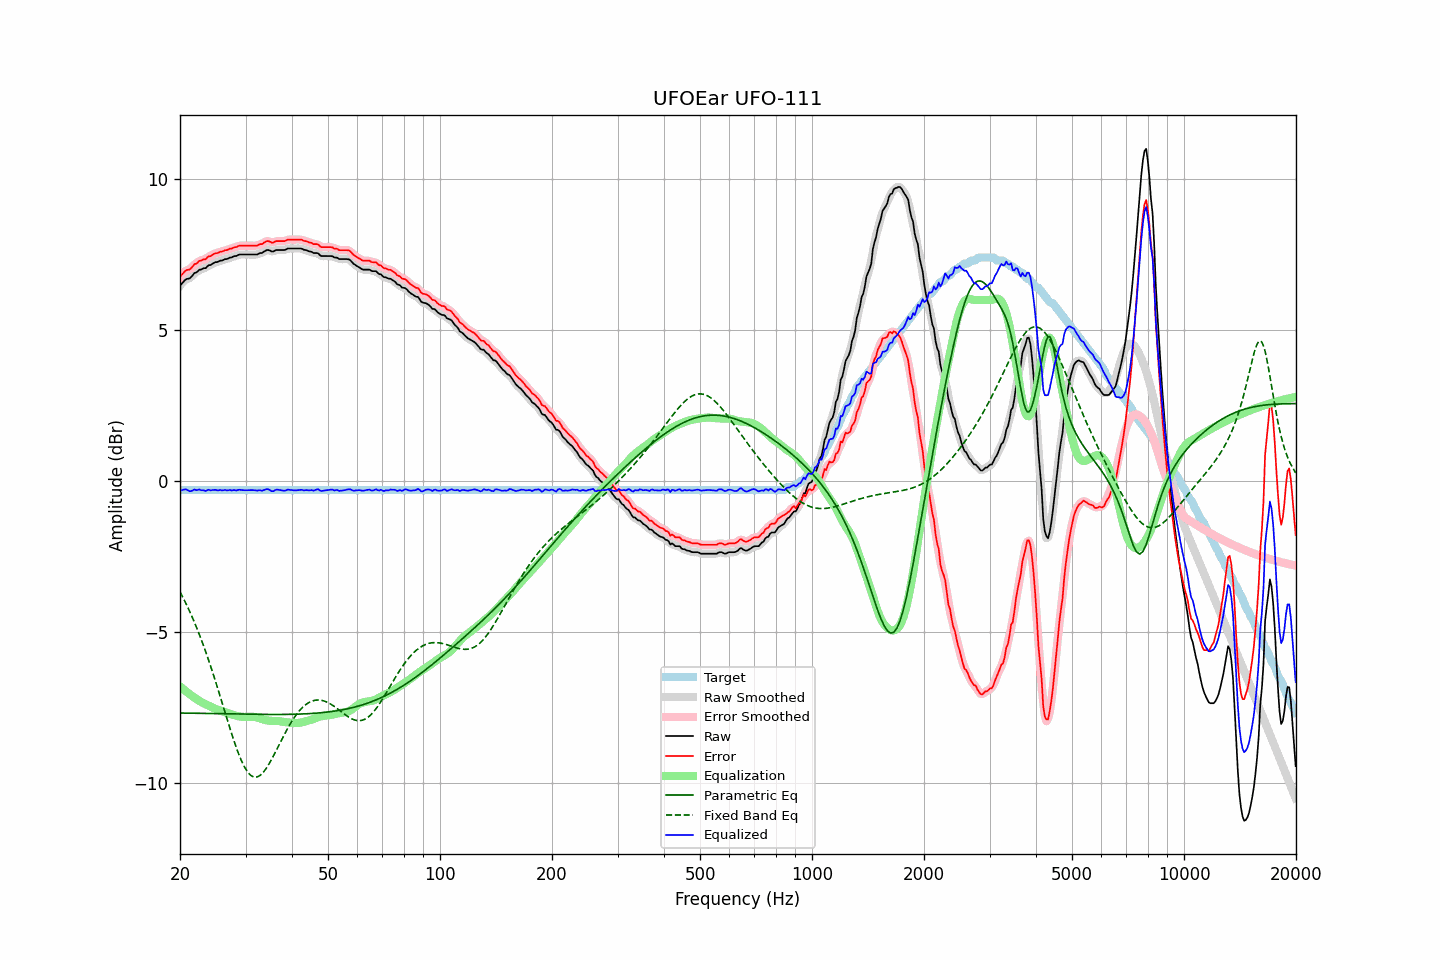 UFOEar UFO-111
Amplitude (dBr)
10
5
0
−5
−10
Target
Raw Smoothed
Error Smoothed
Raw
Error
Equalization
Parametric Eq
Fixed Band Eq
Equalized
20 50 100 200 500 1000 2000 5000 10000 20000
Frequency (Hz)